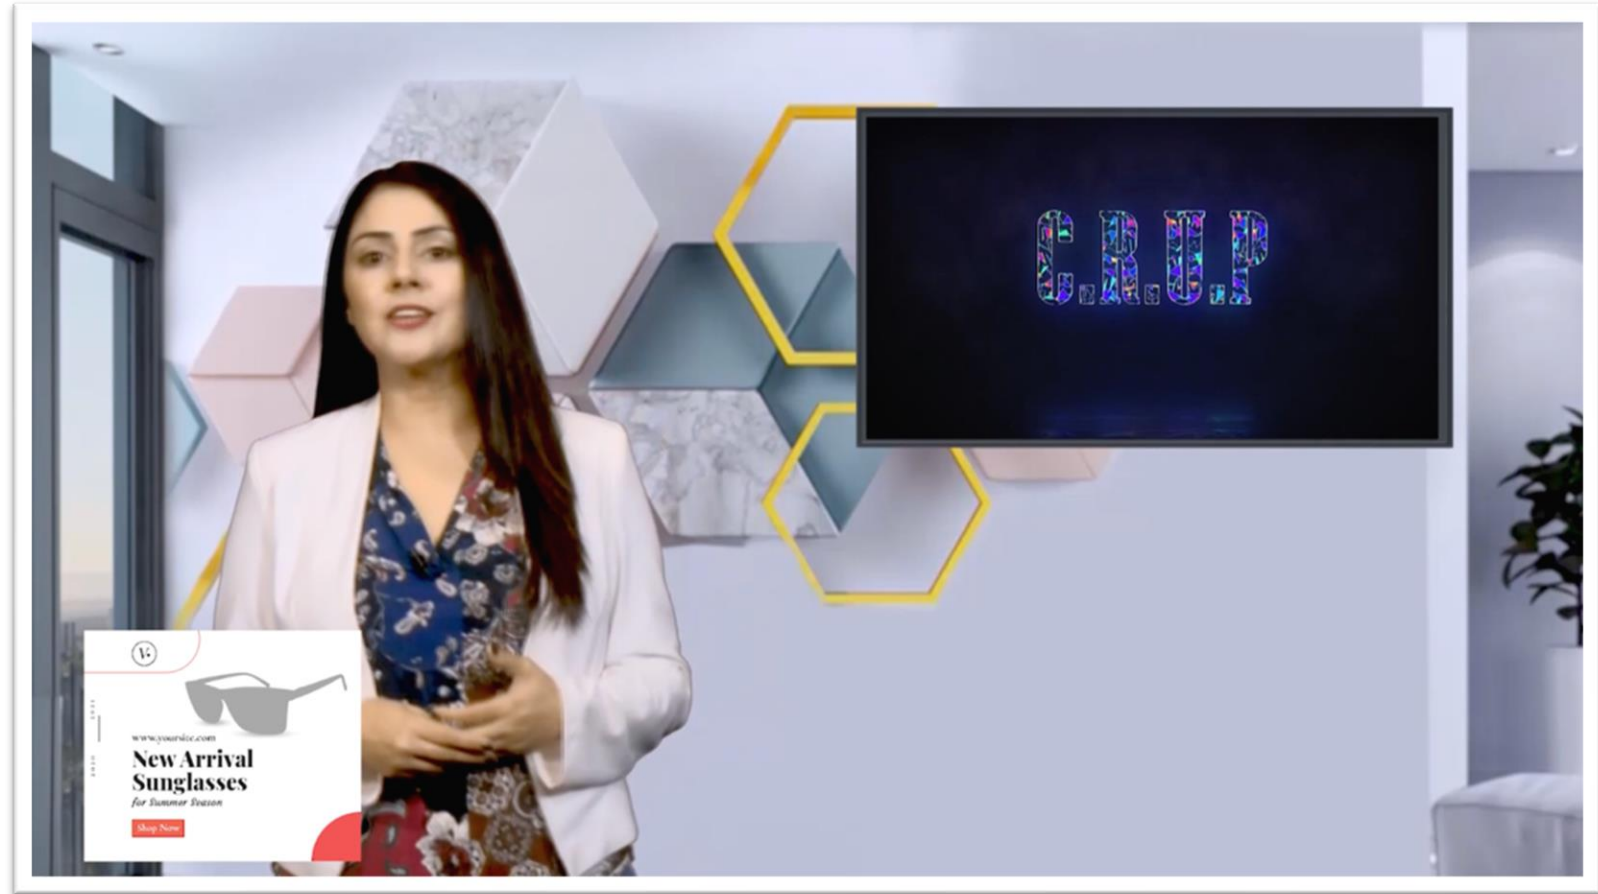 C.R.U.P
V.
www.yoursite.com
New Arrival
Sunglasses
for Summer Season
Shop Now